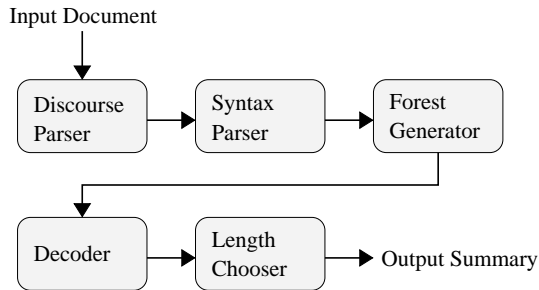 Input Document
Discourse
Parser
Syntax
Parser
Forest
Generator
Decoder
Length
Chooser
Output Summary